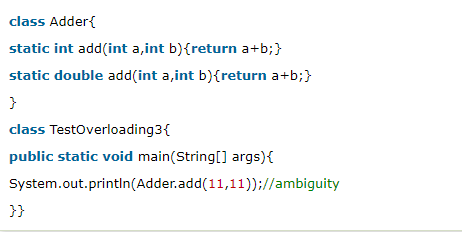 class Adder{
static int add(int a,int b){return a+b;}
static double add(int a,int b){return a+b;}
}
class TestOverloading3{
public static void main(String[] args){
System.out.println(Adder.add(11,11));//ambiguity
}}